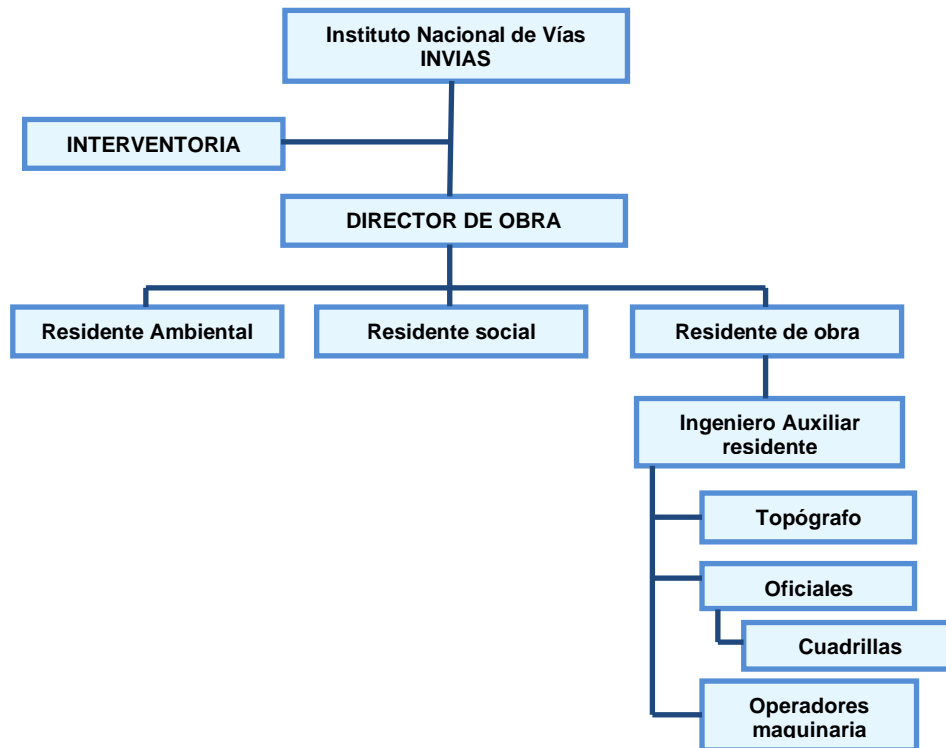 Instituto Nacional de Vías
INVIAS
INTERVENTORIA
DIRECTOR DE OBRA
Residente Ambiental
Residente social
Residente de obra
Ingeniero Auxiliar
residente
Topógrafo
Oficiales
Cuadrillas
Operadores
maquinaria